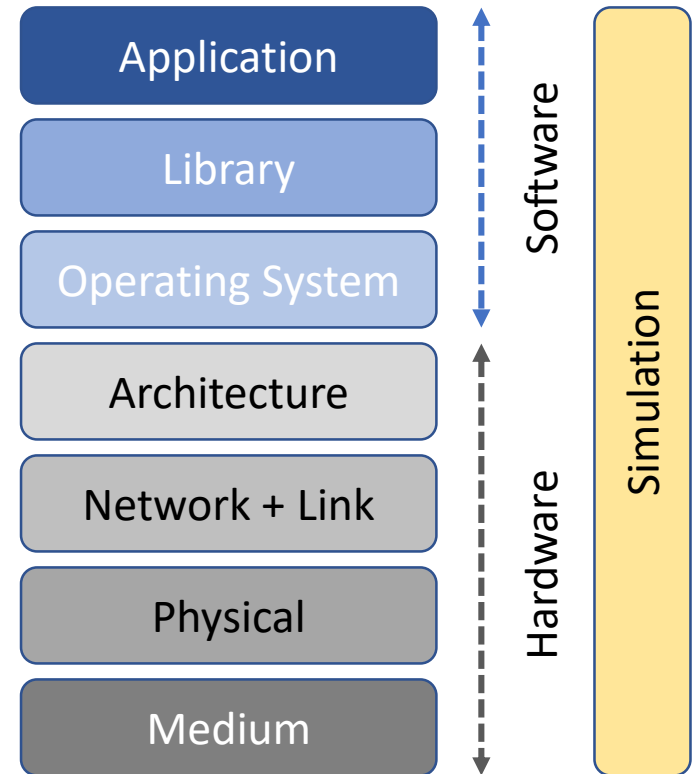 Application
Library
Operating System
Architecture
Network + Link
Physical
Medium
Software
Hardware
Simulation